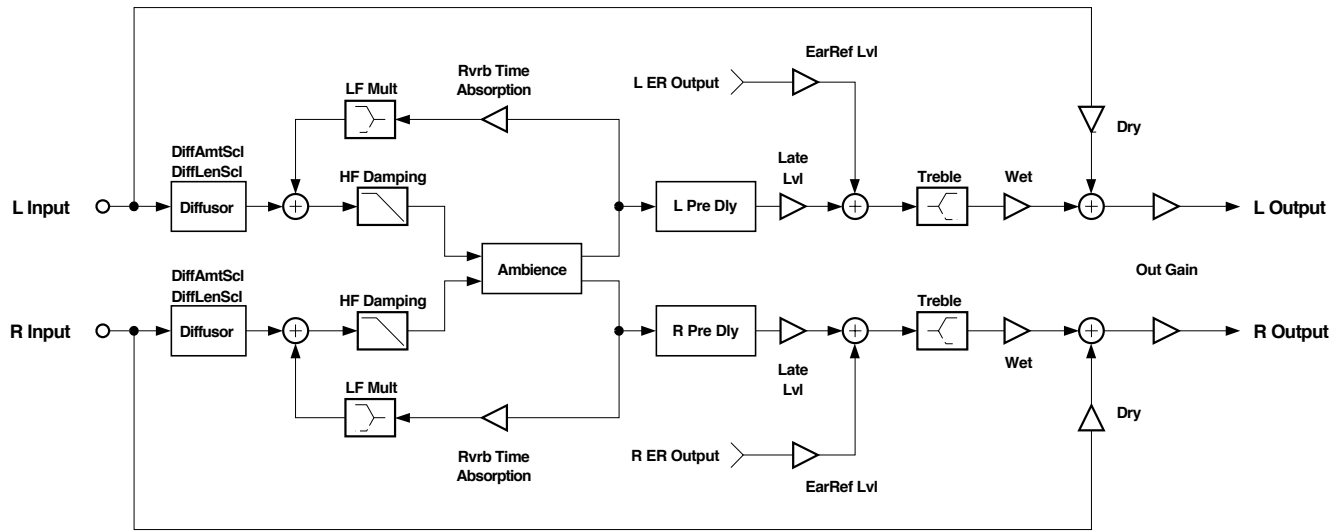 EarRef Lvl
Rvrb Time
Absorption
LF Mult
L ER Output
Dry
DiffAmtScl
DiffLenScl
HF Damping
Late
Lvl
Treble
Wet
L Input
Diffusor
L Pre Dly
L Output
Ambience
Out Gain
DiffAmtScl
DiffLenScl
HF Damping
Treble
R Input
Diffusor
R Pre Dly
R Output
Late
Lvl
Wet
LF Mult
Dry
Rvrb Time
Absorption
R ER Output
EarRef Lvl